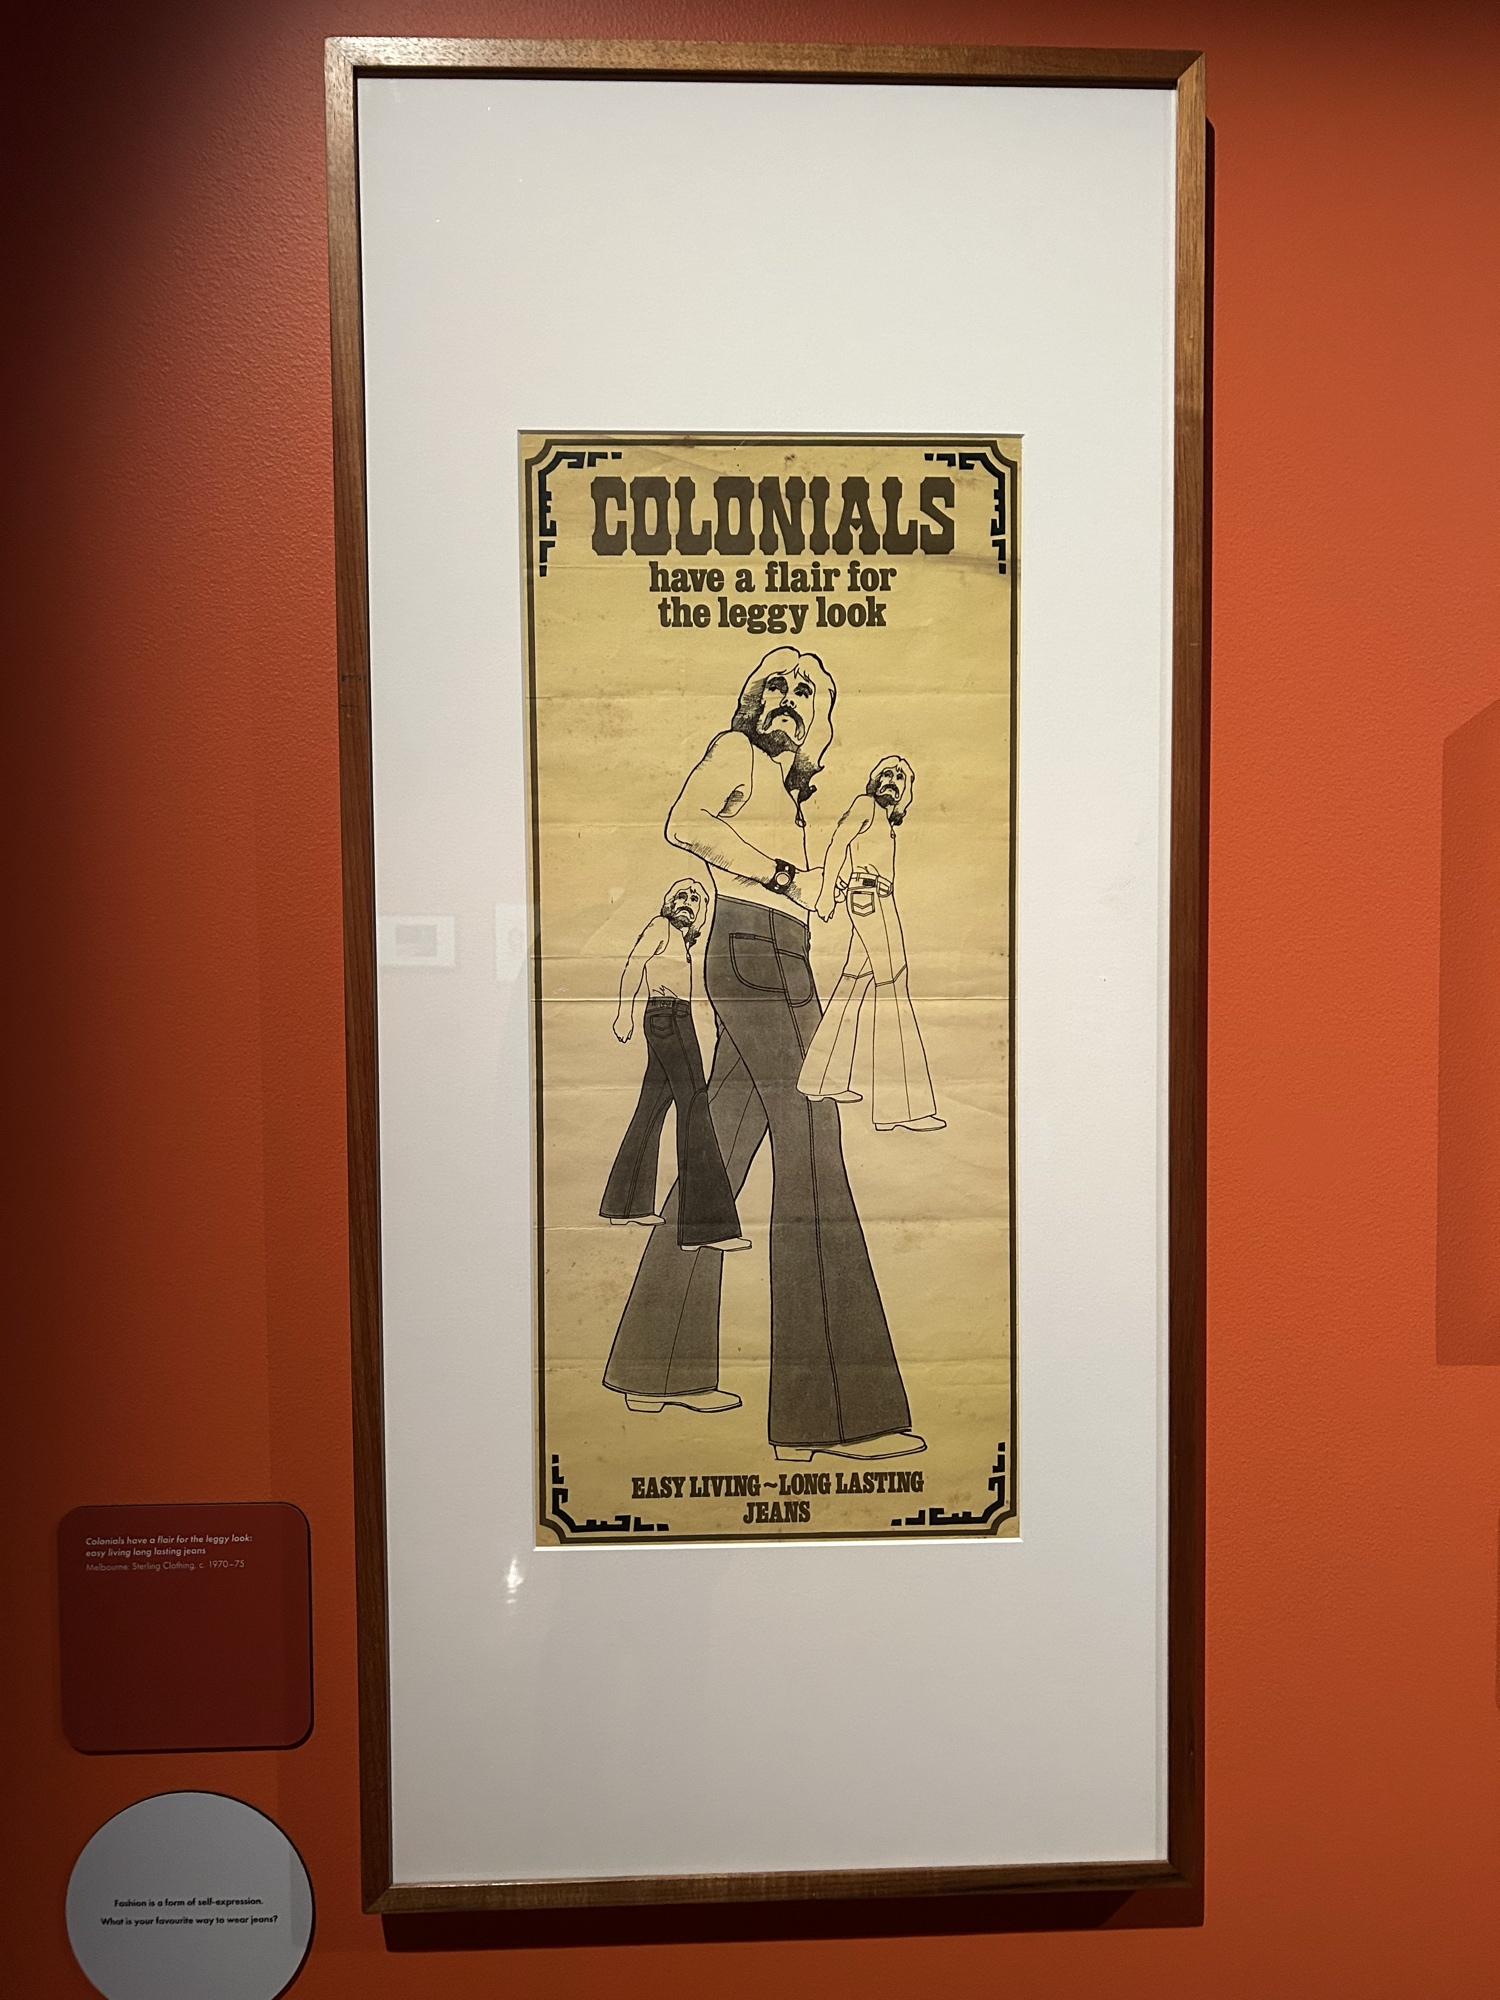 COLONIALS
have a flair for
the leggy look
EASY LIVING~LONG LASTING
JEANS
Colonials have a flair for the leggy look:
easy living long lasting jeans
Melbourne: Sterling Clothing, c. 1970–75
Fashion is a form of self-expression.
What is your favourite way to wear jeans?